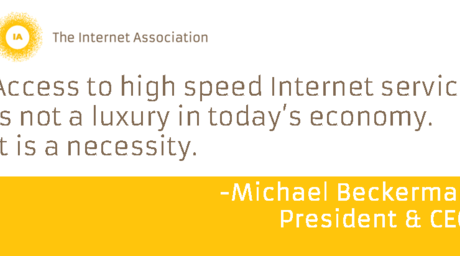 IA The Internet Association
Access to high speed Internet servic
s not a luxury in today's economy.
t is a necessity.
-Michael Beckerma
President & CEO